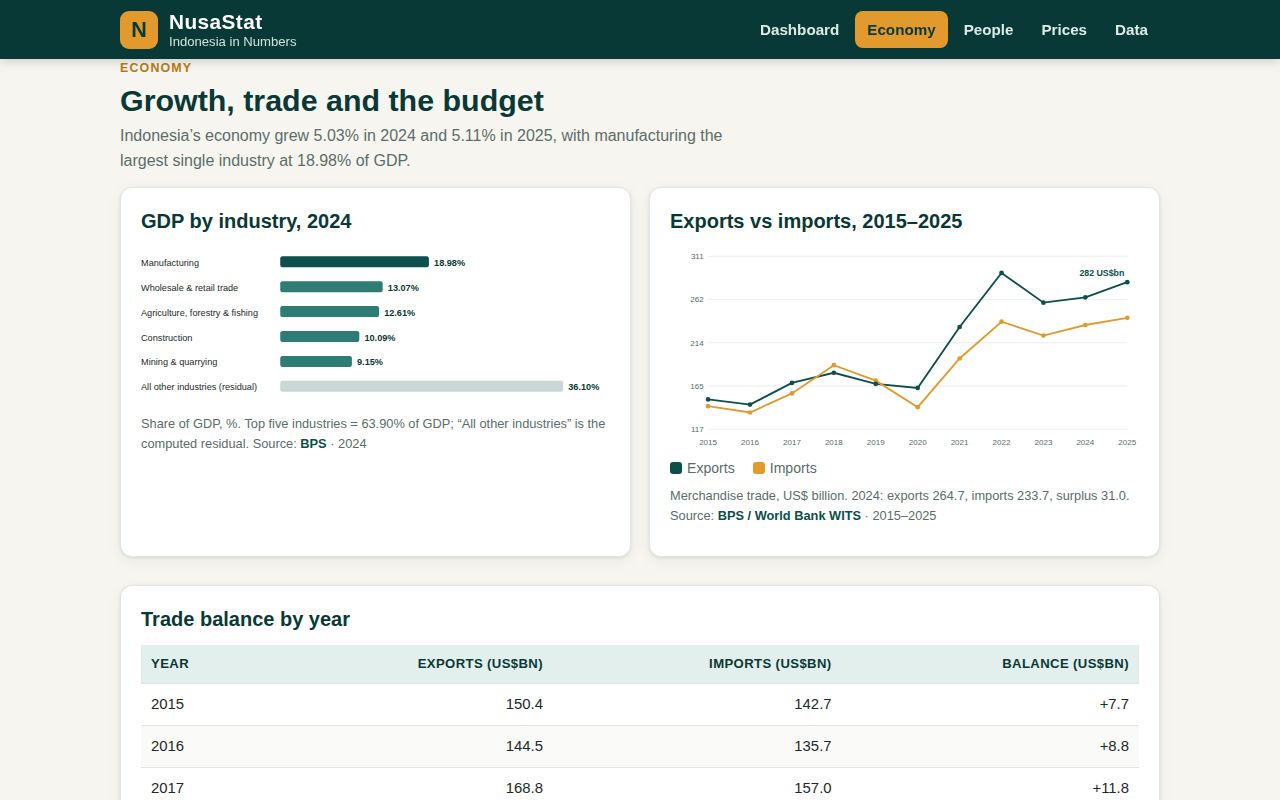 N
NusaStat
Indonesia in Numbers
Dashboard
Economy
People
Prices
Data
ECONOMY
Growth, trade and the budget
Indonesia’s economy grew 5.03% in 2024 and 5.11% in 2025, with manufacturing the
largest single industry at 18.98% of GDP.
GDP by industry, 2024
Manufacturing 18.98%
Wholesale & retail trade 13.07%
Agriculture, forestry & fishing 12.61%
Construction 10.09%
Mining & quarrying 9.15%
All other industries (residual) 36.10%
Share of GDP, %. Top five industries = 63.90% of GDP; “All other industries” is the
computed residual. Source: BPS · 2024
Exports vs imports, 2015–2025
311
282 US$bn
262
214
165
117
2015 2016 2017 2018 2019 2020 2021 2022 2023 2024 2025
Exports Imports
Merchandise trade, US$ billion. 2024: exports 264.7, imports 233.7, surplus 31.0.
Source: BPS / World Bank WITS · 2015–2025
Trade balance by year
YEAR EXPORTS (US$BN) IMPORTS (US$BN) BALANCE (US$BN)
2015 150.4 142.7 +7.7
2016 144.5 135.7 +8.8
2017 168.8 157.0 +11.8